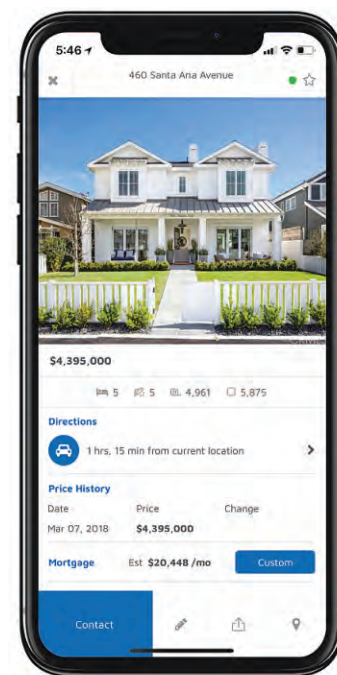 5:46
460 Santa Ana Avenue
$4,395,000
5 5 4,961 5,875
Directions
1 hrs, 15 min from current location
Price History
Date Price Change
Mar 07, 2018 $4,395,000
Mortgage Est $20,448 /mo Custom
Contact